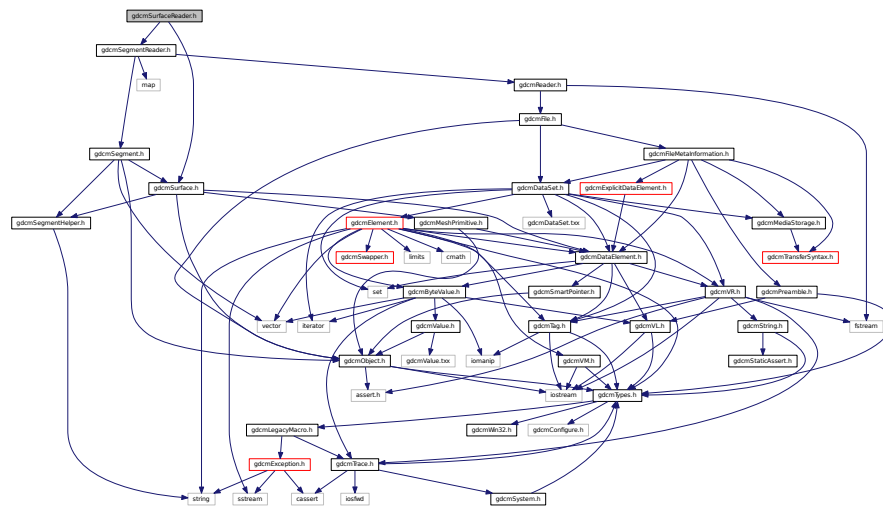 gdcmSurfaceReader.h
gdcmSegmentReader.h
map
gdcmReader.h
gdcmFile.h
gdcmSegment.h
gdcmFileMetaInformation.h
gdcmSurface.h
gdcmDataSet.h
gdcmExplicitDataElement.h
gdcmSegmentHelper.h
gdcmElement.h
gdcmMeshPrimitive.h
gdcmDataSet.txx
gdcmMediaStorage.h
gdcmSwapper.h
limits
cmath
gdcmDataElement.h
gdcmTransferSyntax.h
set
gdcmByteValue.h
gdcmSmartPointer.h
gdcmVR.h
gdcmPreamble.h
vector
iterator
gdcmValue.h
gdcmTag.h
gdcmVL.h
gdcmString.h
fstream
gdcmObject.h
gdcmValue.txx
iomanip
gdcmVM.h
gdcmStaticAssert.h
assert.h
iostream
gdcmTypes.h
gdcmLegacyMacro.h
gdcmWin32.h
gdcmConfigure.h
gdcmException.h
gdcmTrace.h
string
sstream
cassert
iosfwd
gdcmSystem.h